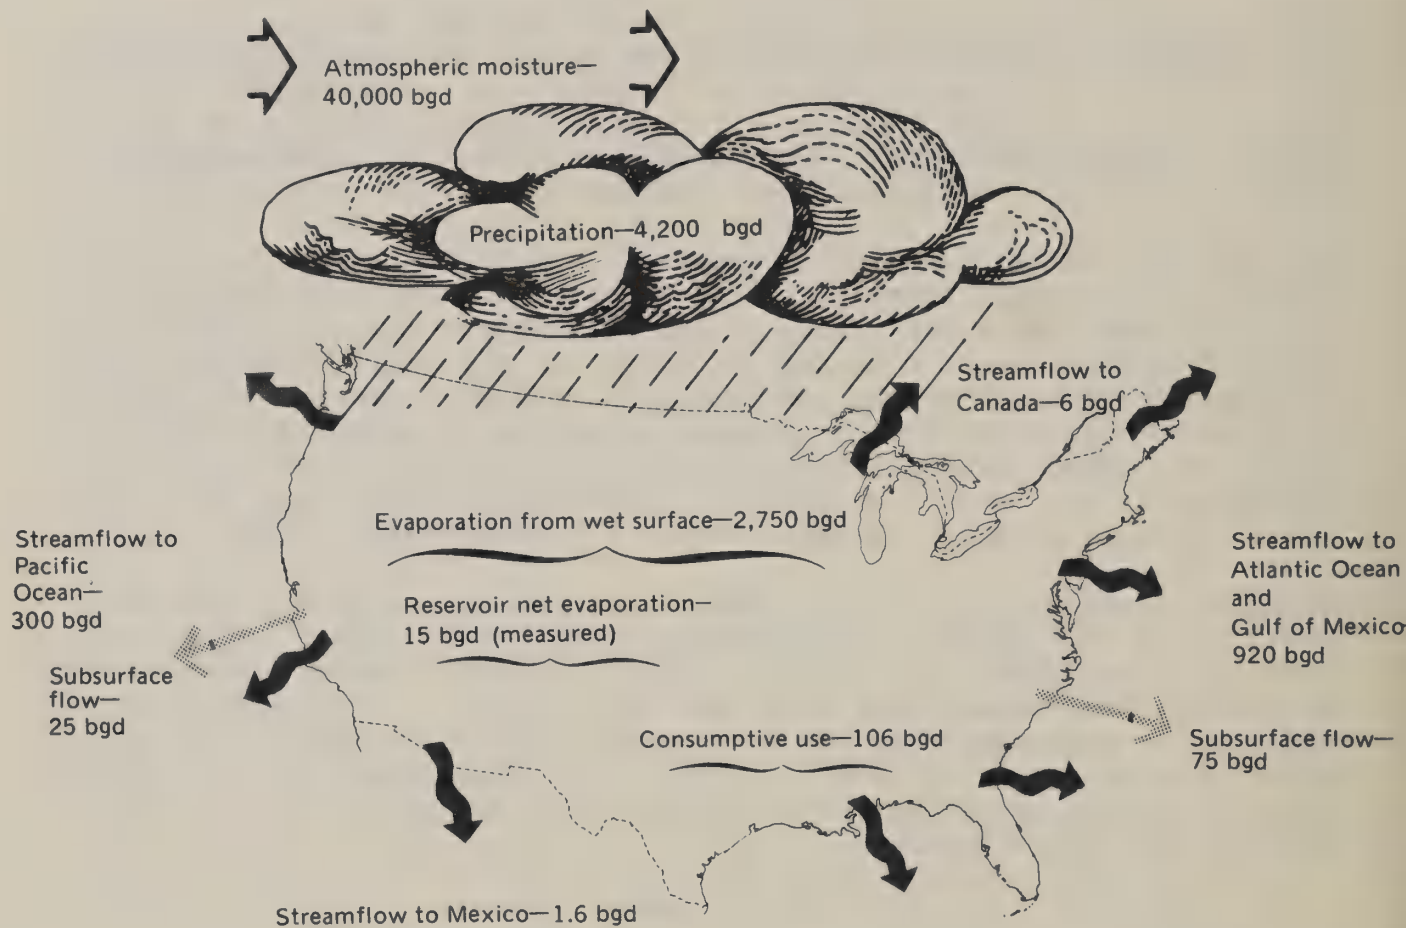 Atmospheric moisture—
40,000 bgd
Precipitation—4,200 bgd
Streamflow to
Canada—6 bgd
Evaporation from wet surface—2,750 bgd
Streamflow to
Pacific
Ocean—
300 bgd
Reservoir net evaporation—
15 bgd (measured)
Streamflow to
Atlantic Ocean
and
Gulf of Mexico-
920 bgd
Subsurface
flow—
25 bgd
Consumptive use—106 bgd
Subsurface flow—
75 bgd
Streamflow to Mexico—1.6 bgd